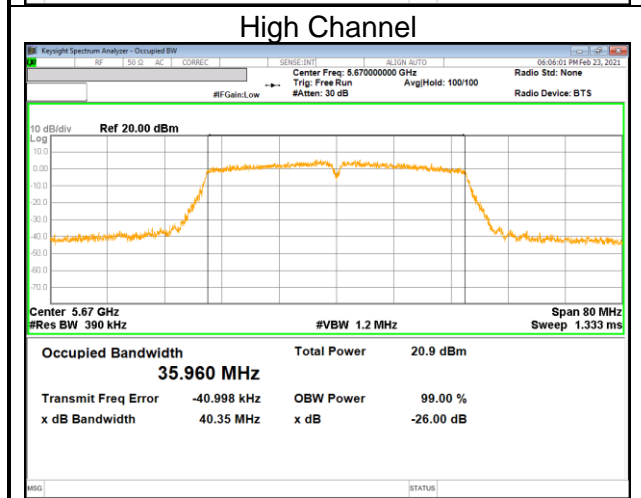 High Channel
Keysight Spectrum Analyzer - Occupied BW
RF 50 Ω AC CORREC SENSE:INT ALIGN AUTO 06:06:01 PM Feb 23, 2021
Center Freq: 5.670000000 GHz Radio Std: None
Trig: Free Run Avg|Hold: 100/100
#IFGain:Low #Atten: 30 dB Radio Device: BTS
10 dB/div Ref 20.00 dBm
Log
10.0
0.00
-10.0
-20.0
-30.0
-40.0
-50.0
-60.0
-70.0
Center 5.67 GHz Span 80 MHz
#Res BW 390 kHz #VBW 1.2 MHz Sweep 1.333 ms
Occupied Bandwidth Total Power 20.9 dBm
35.960 MHz
Transmit Freq Error -40.998 kHz OBW Power 99.00 %
x dB Bandwidth 40.35 MHz x dB -26.00 dB
MSG STATUS